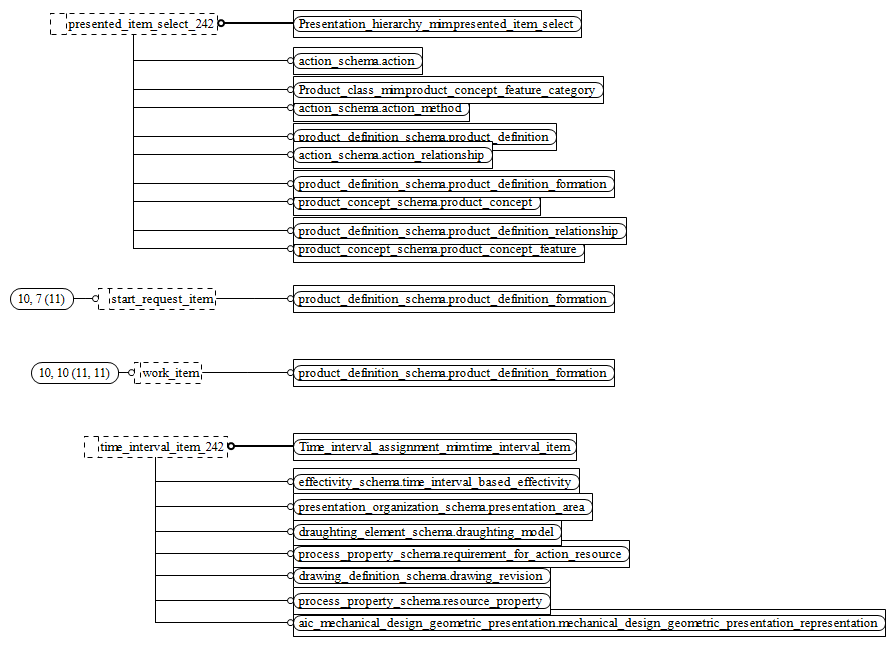 presented_item_select_242
Presentation_hierarchy_mimpresented_item_select
action_schema.action
Product_class_mimproduct_concept_feature_category
action_schema.action_method
product_definition_schema.product_definition
action_schema.action_relationship
product_definition_schema.product_definition_formation
product_concept_schema.product_concept
product_definition_schema.product_definition_relationship
product_concept_schema.product_concept_feature
10, 7 (11)
start_request_item
product_definition_schema.product_definition_formation
10, 10 (11, 11)
work_item
product_definition_schema.product_definition_formation
time_interval_item_242
Time_interval_assignment_mimtime_interval_item
effectivity_schema.time_interval_based_effectivity
presentation_organization_schema.presentation_area
draughting_element_schema.draughting_model
process_property_schema.requirement_for_action_resource
drawing_definition_schema.drawing_revision
process_property_schema.resource_property
aic_mechanical_design_geometric_presentation.mechanical_design_geometric_presentation_representation